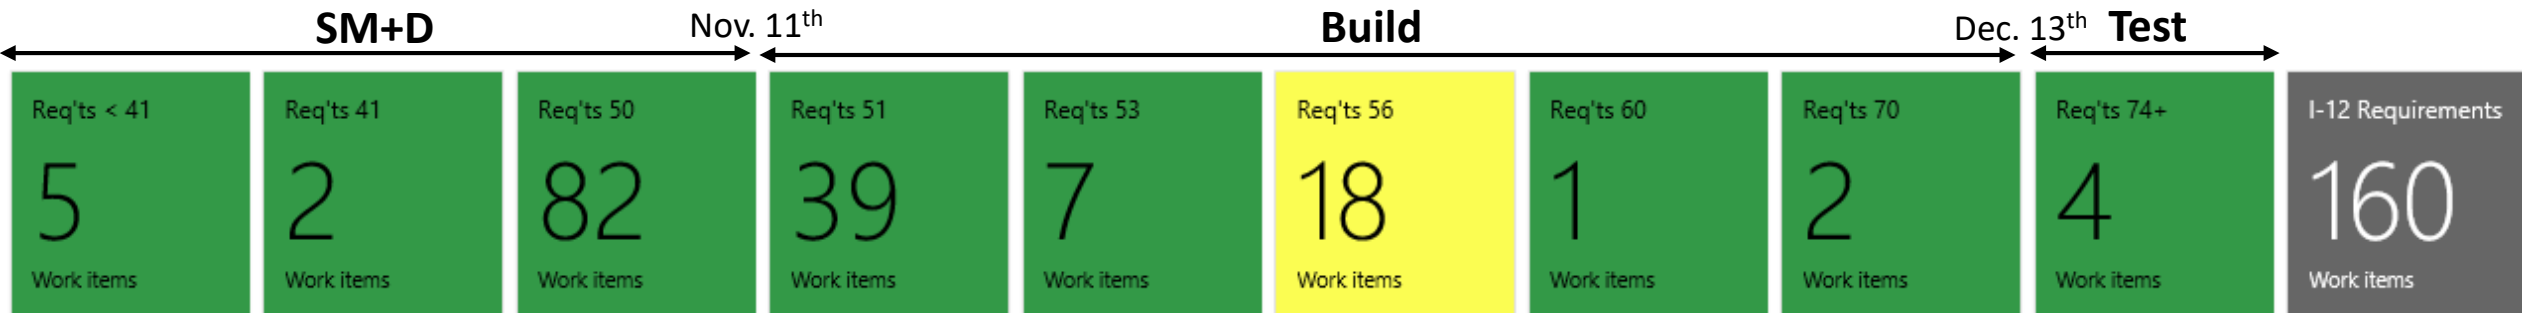 SM+D Nov. 11th Build Dec. 13th Test
Req'ts < 41 Req'ts 41 Req'ts 50 Req'ts 51 Req'ts 53 Req'ts 56 Req'ts 60 Req'ts 70 Req'ts 74+ I-12 Requirements
5 2 82 39 7 18 1 2 4 160
Work items Work items Work items Work items Work items Work items Work items Work items Work items Work items